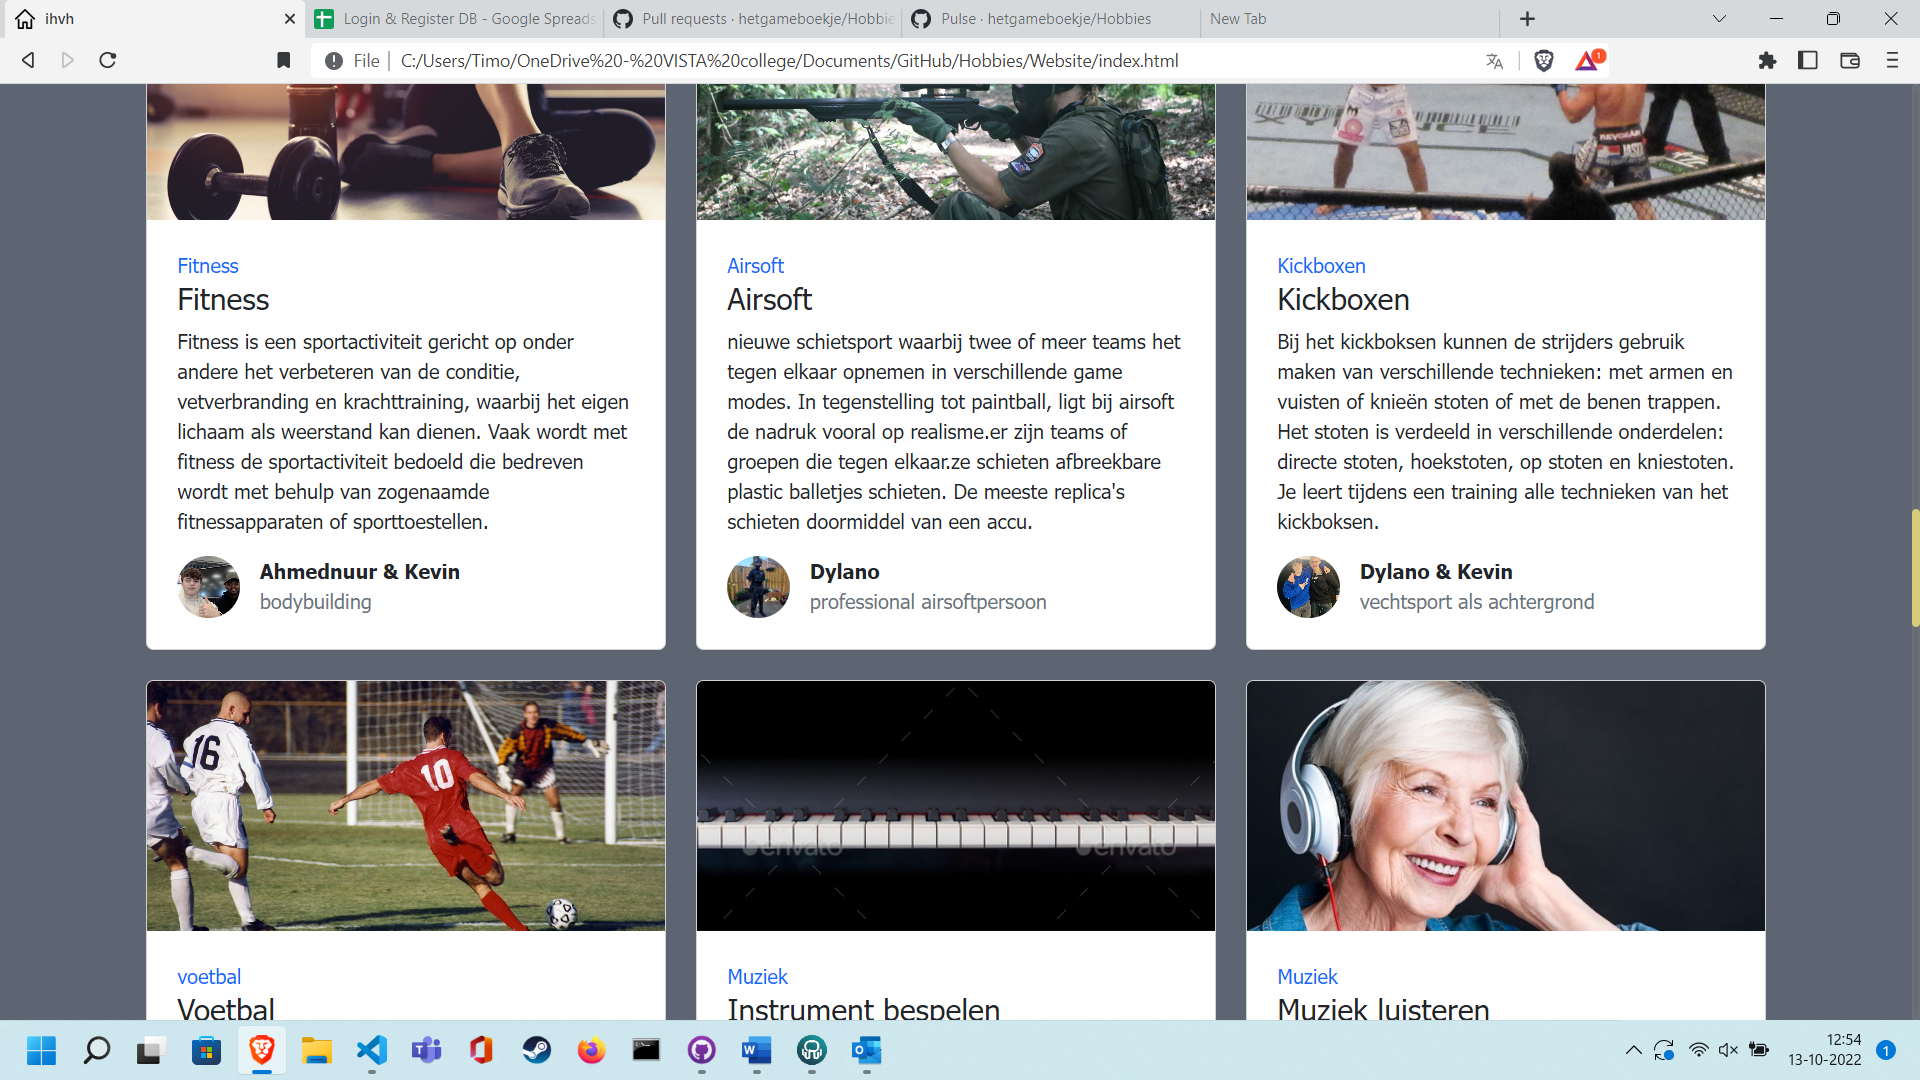 ihvh
Login & Register DB - Google Spreads
Pull requests · hetgameboekje/Hobbie
Pulse · hetgameboekje/Hobbies
New Tab
File
C:/Users/Timo/OneDrive%20-%20VISTA%20college/Documents/GitHub/Hobbies/Website/index.html
1
REVGEAR
Fitness
Fitness
Fitness is een sportactiviteit gericht op onder
andere het verbeteren van de conditie,
vetverbranding en krachttraining, waarbij het eigen
lichaam als weerstand kan dienen. Vaak wordt met
fitness de sportactiviteit bedoeld die bedreven
wordt met behulp van zogenaamde
fitnessapparaten of sporttoestellen.
Ahmednuur & Kevin
bodybuilding
Airsoft
Airsoft
nieuwe schietsport waarbij twee of meer teams het
tegen elkaar opnemen in verschillende game
modes. In tegenstelling tot paintball, ligt bij airsoft
de nadruk vooral op realisme.er zijn teams of
groepen die tegen elkaar.ze schieten afbreekbare
plastic balletjes schieten. De meeste replica's
schieten doormiddel van een accu.
Dylano
professional airsoftpersoon
Kickboxen
Kickboxen
Bij het kickboksen kunnen de strijders gebruik
maken van verschillende technieken: met armen en
vuisten of knieën stoten of met de benen trappen.
Het stoten is verdeeld in verschillende onderdelen:
directe stoten, hoekstoten, op stoten en kniestoten.
Je leert tijdens een training alle technieken van het
kickboksen.
Dylano & Kevin
vechtsport als achtergrond
16
10
envato
envato
voetbal
Voetbal
Muziek
Instrument bespelen
Muziek
Muziek luisteren
12:54
13-10-2022
1